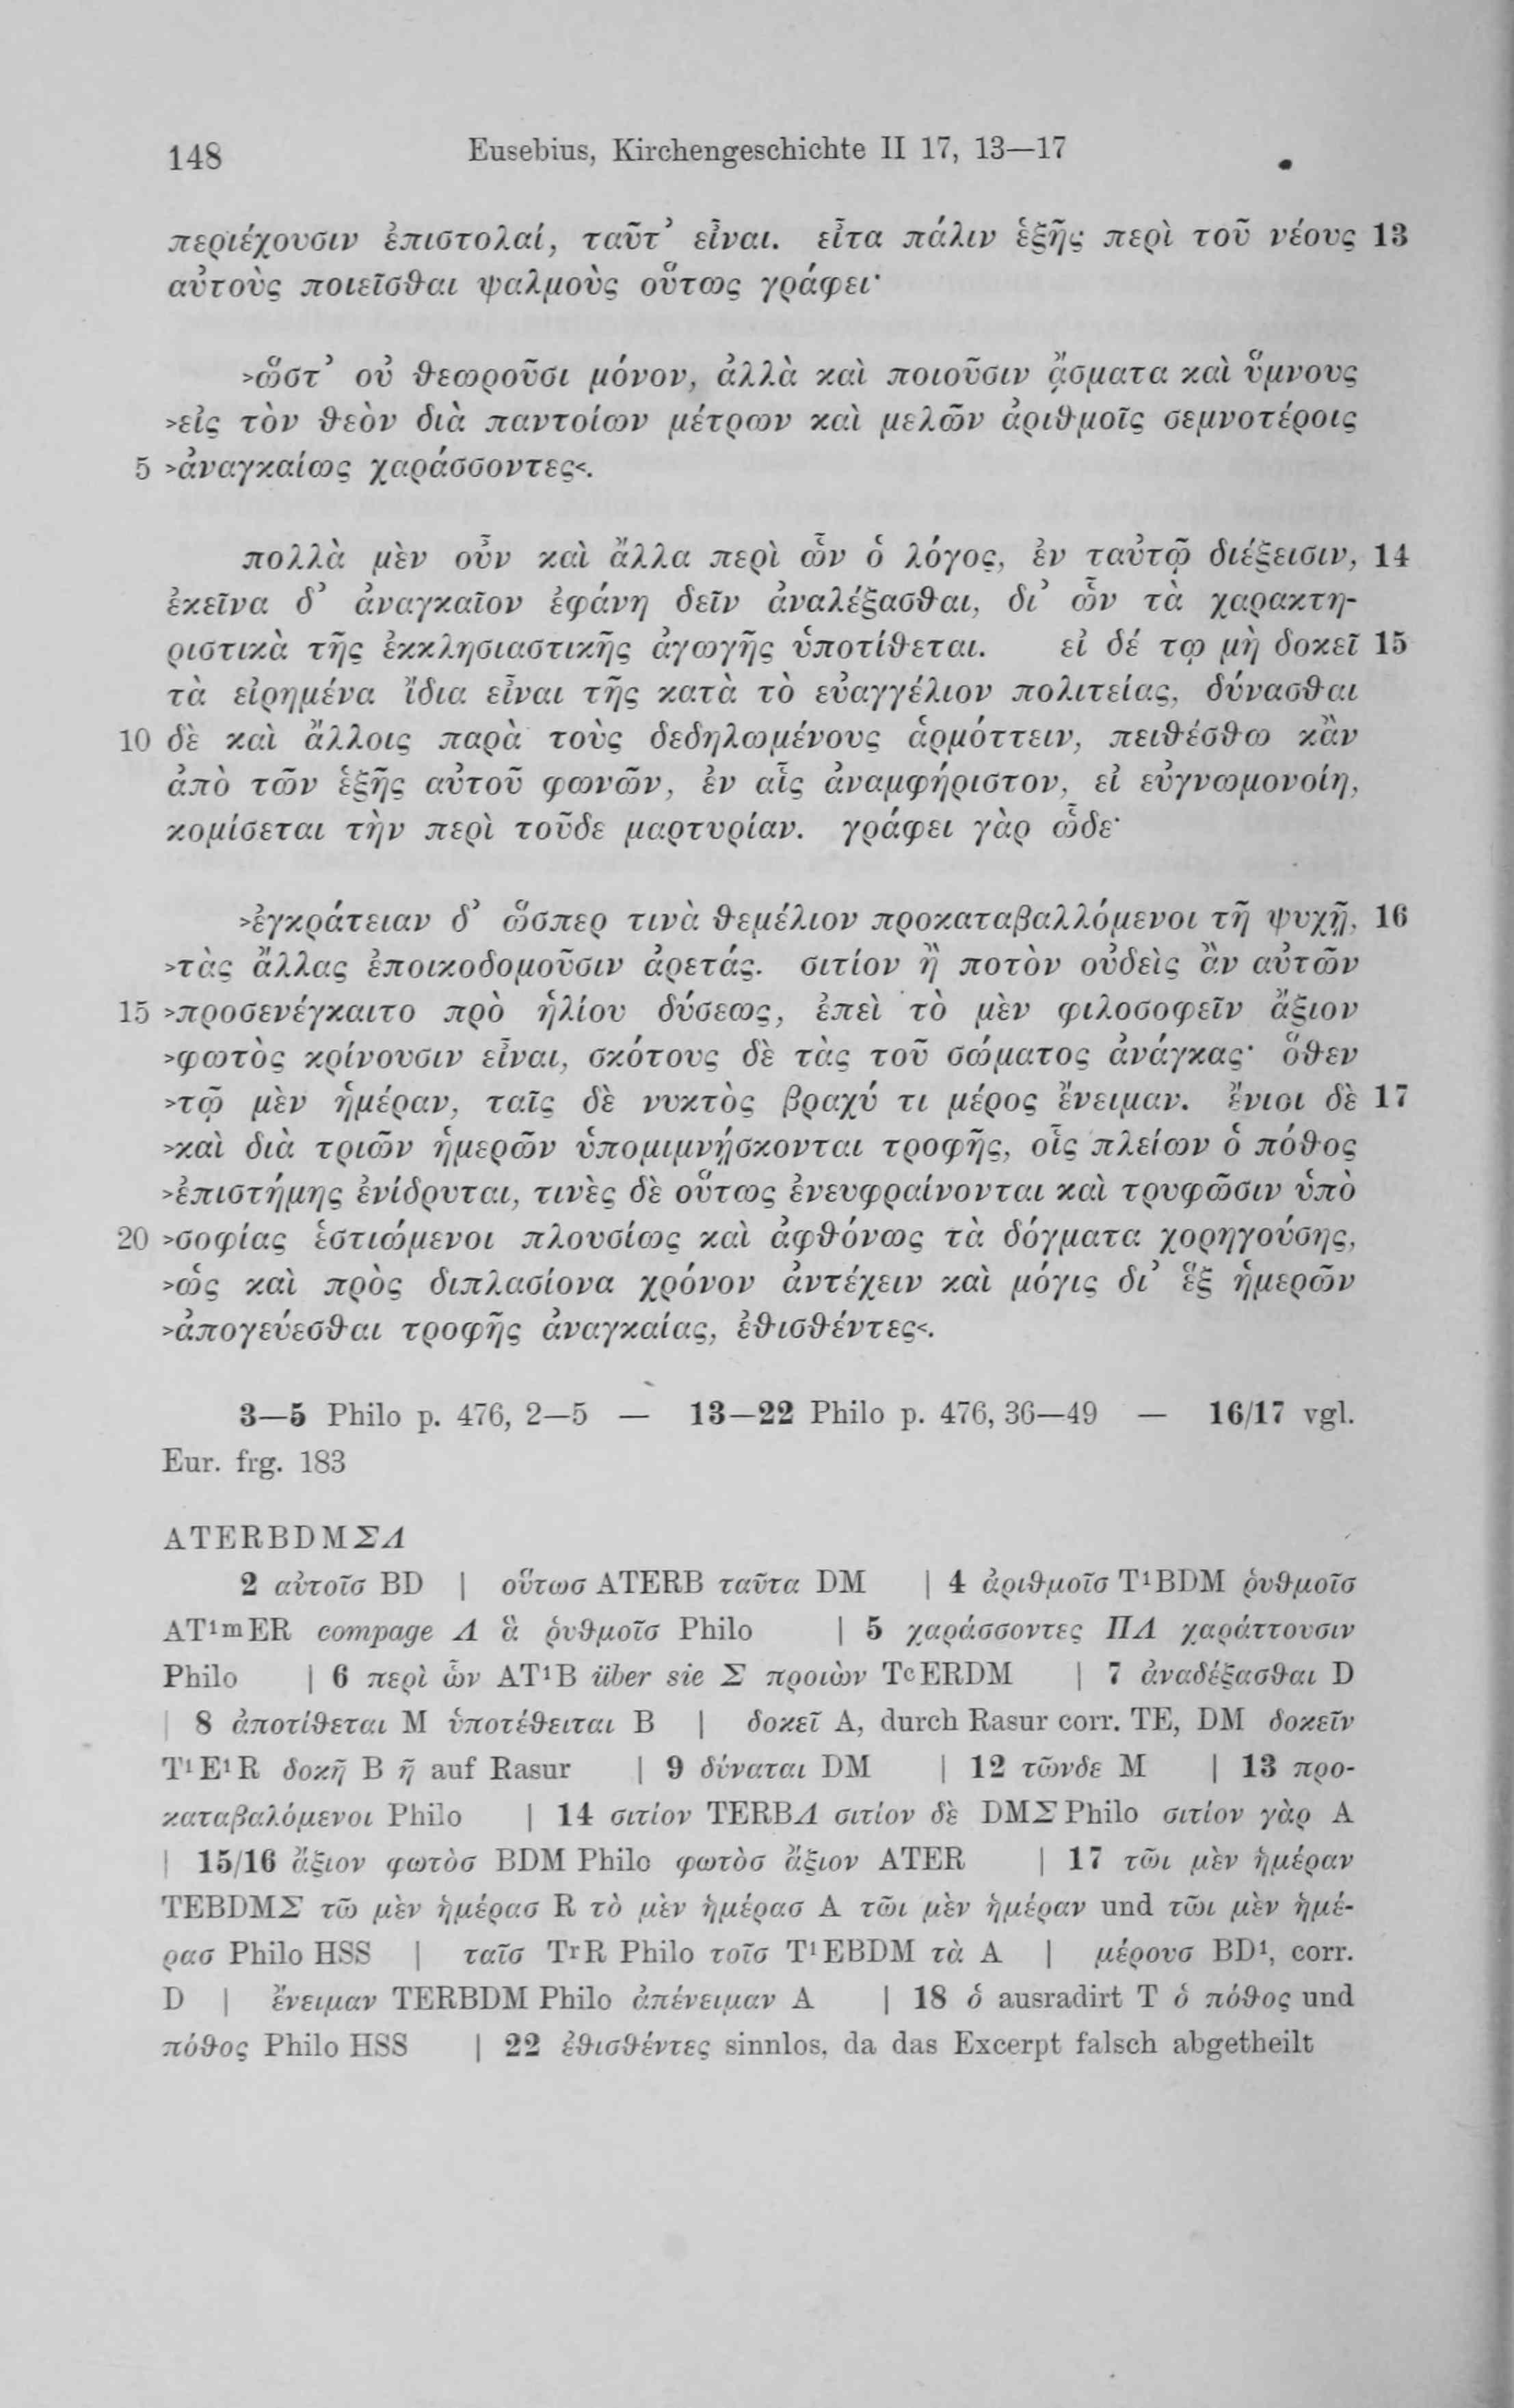 148 Eusebius, Kirchengeschichte II 17, 13—17
περιέχουσιν ἐπιστολαί, ταῦτ᾽ εἶναι. εἶτα πάλιν ἑξῆς περὶ τοῦ νέους 13
αὐτοὺς ποιεῖσθαι ψαλμοὺς οὕτως γράφει·
>ὥστ᾽ οὐ θεωροῦσι μόνον, ἀλλὰ καὶ ποιοῦσιν ᾄσματα καὶ ὕμνους
>εἰς τὸν θεὸν διὰ παντοίων μέτρων καὶ μελῶν ἀριθμοῖς σεμνοτέροις
5 >ἀναγκαίως χαράσσοντες<.
πολλὰ μὲν οὖν καὶ ἄλλα περὶ ὧν ὁ λόγος, ἐν ταὐτῷ διέξεισιν, 14
ἐκεῖνα δ᾽ ἀναγκαῖον ἐφάνη δεῖν ἀναλέξασθαι, δι᾽ ὧν τὰ χαρακτη-
ριστικὰ τῆς ἐκκλησιαστικῆς ἀγωγῆς ὑποτίθεται. εἰ δέ τῳ μὴ δοκεῖ 15
τὰ εἰρημένα ἴδια εἶναι τῆς κατὰ τὸ εὐαγγέλιον πολιτείας, δύνασθαι
10 δὲ καὶ ἄλλοις παρὰ τοὺς δεδηλωμένους ἁρμόττειν, πειθέσθω κἂν
ἀπὸ τῶν ἑξῆς αὐτοῦ φωνῶν, ἐν αἷς ἀναμφήριστον, εἰ εὐγνωμονοίη,
κομίσεται τὴν περὶ τοῦδε μαρτυρίαν. γράφει γὰρ ὧδε·
>ἐγκράτειαν δ᾽ ὥσπερ τινὰ θεμέλιον προκαταβαλλόμενοι τῇ ψυχῇ, 16
>τὰς ἄλλας ἐποικοδομοῦσιν ἀρετάς. σιτίον ἢ ποτὸν οὐδεὶς ἂν αὐτῶν
15 >προσενέγκαιτο πρὸ ἡλίου δύσεως, ἐπεὶ τὸ μὲν φιλοσοφεῖν ἄξιον
>φωτὸς κρίνουσιν εἶναι, σκότους δὲ τὰς τοῦ σώματος ἀνάγκας· ὅθεν
>τῷ μὲν ἡμέραν, ταῖς δὲ νυκτὸς βραχύ τι μέρος ἔνειμαν. ἔνιοι δὲ 17
>καὶ διὰ τριῶν ἡμερῶν ὑπομιμνῄσκονται τροφῆς, οἷς πλείων ὁ πόθος
>ἐπιστήμης ἐνίδρυται, τινὲς δὲ οὕτως ἐνευφραίνονται καὶ τρυφῶσιν ὑπὸ
20 >σοφίας ἑστιώμενοι πλουσίως καὶ ἀφθόνως τὰ δόγματα χορηγούσης,
>ὡς καὶ πρὸς διπλασίονα χρόνον ἀντέχειν καὶ μόγις δι᾽ ἓξ ἡμερῶν
>ἀπογεύεσθαι τροφῆς ἀναγκαίας, ἐθισθέντες<.
3—5 Philo p. 476, 2—5 — 13—22 Philo p. 476, 36—49 — 16/17 vgl.
Eur. frg. 183
ATERBDMΣΛ
2 αὐτοῖσ BD | οὕτωσ ATERB ταῦτα DM | 4 ἀριθμοῖσ T¹BDM ῥυθμοῖσ
AT¹ᵐER compage Λ ἃ ῥυθμοῖσ Philo | 5 χαράσσοντες ΠΛ χαράττουσιν
Philo | 6 περὶ ὧν AT¹B über sie Σ προιὼν TᶜERDM | 7 ἀναδέξασθαι D
| 8 ἀποτίθεται M ὑποτέθειται B | δοκεῖ A, durch Rasur corr. TE, DM δοκεῖν
T¹E¹R δοκῆ B ῆ auf Rasur | 9 δύναται DM | 12 τῶνδε M | 13 προ-
καταβαλόμενοι Philo | 14 σιτίον TERBΛ σιτίον δὲ DMΣ Philo σιτίον γὰρ A
| 15/16 ἄξιον φωτὸσ BDM Philo φωτὸσ ἄξιον ATER | 17 τῶι μὲν ἡμέραν
TEBDMΣ τῶ μὲν ἡμέρασ R τὸ μὲν ἡμέρασ A τῶι μὲν ἡμέραν und τῶι μὲν ἡμέ-
ρασ Philo HSS | ταῖσ TʳR Philo τοῖσ T¹EBDM τὰ A | μέρουσ BD¹, corr.
D | ἔνειμαν TERBDM Philo ἀπένειμαν A | 18 ὁ ausradirt T ὁ πόθος und
πόθος Philo HSS | 22 ἐθισθέντες sinnlos, da das Excerpt falsch abgetheilt